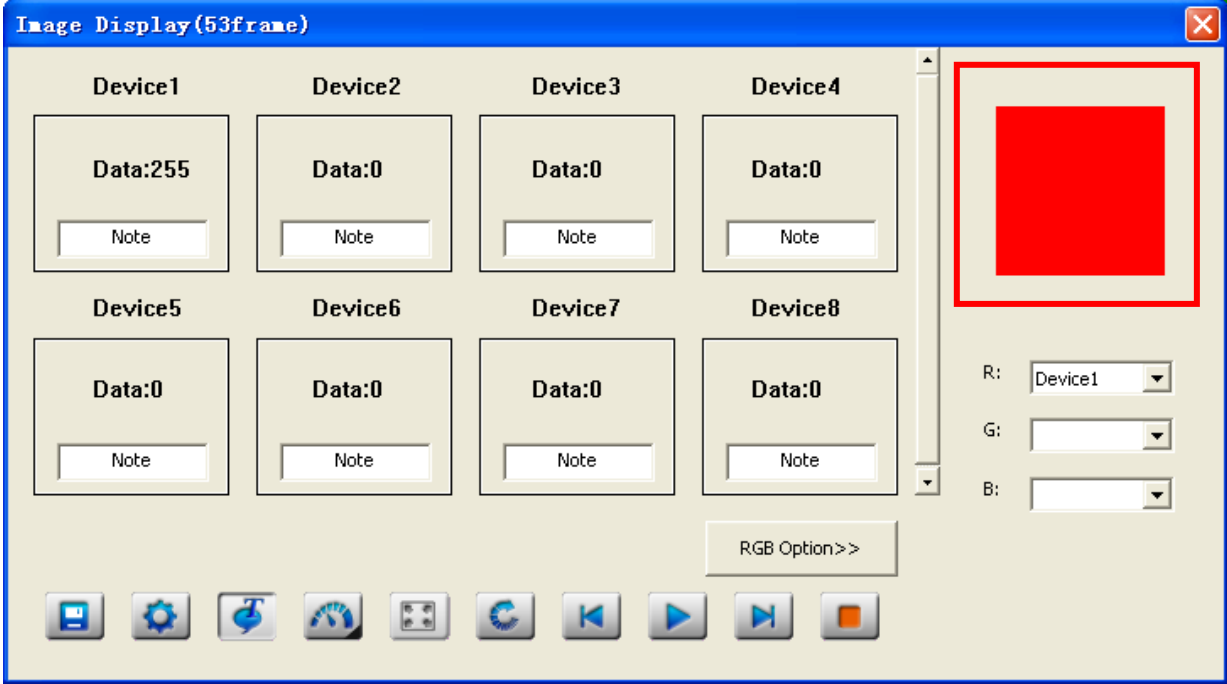 Image Display(53frame)
Device1 Device2 Device3 Device4
Data:255 Data:0 Data:0 Data:0
Note Note Note Note
Device5 Device6 Device7 Device8
Data:0 Data:0 Data:0 Data:0
Note Note Note Note
R: Device1
G:
B:
RGB Option>>
T